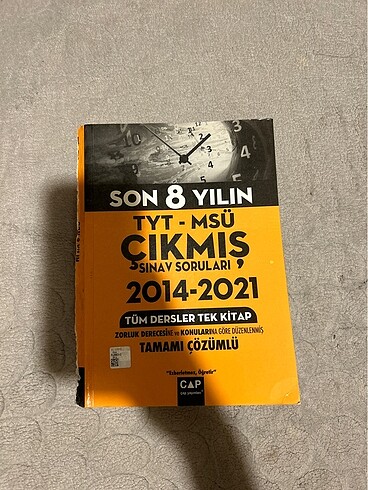 SON 8 YILIN
TYT - MSÜ
ÇIKMIŞ
SINAV SORULARI
2014-2021
TÜM DERSLER TEK KİTAP
ZORLUK DERECESİNE ve KONULARINA GÖRE DÜZENLENMİŞ
TAMAMI ÇÖZÜMLÜ
"Ezberletmez, Öğretir"
ÇAP